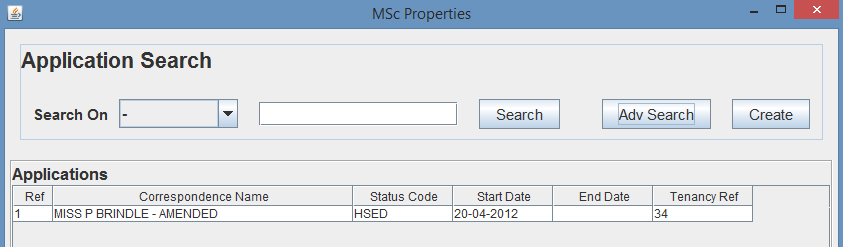 MSc Properties
Application Search
Search On - Search Adv Search Create
Applications
Ref Correspondence Name Status Code Start Date End Date Tenancy Ref
1 MISS P BRINDLE - AMENDED HSED 20-04-2012 34